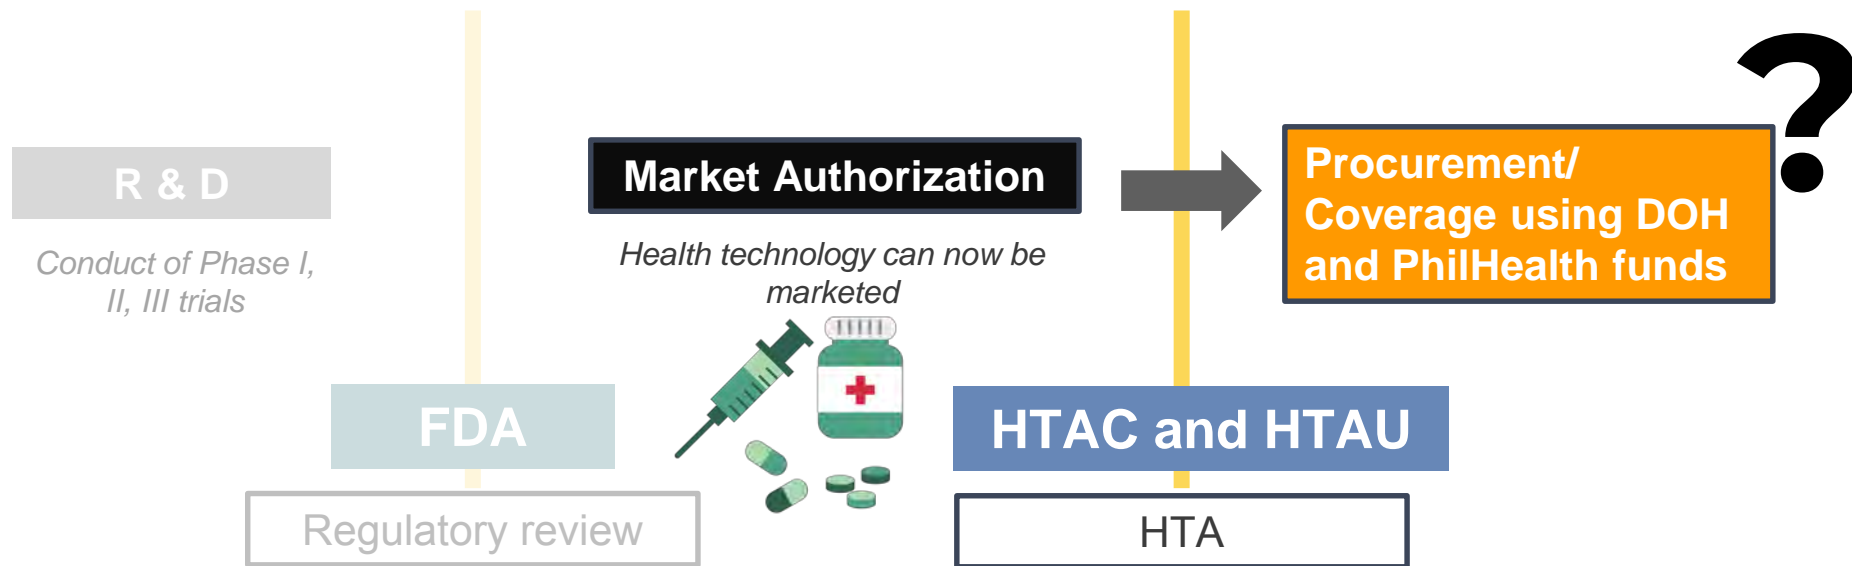 R & D
Conduct of Phase I,
II, III trials
FDA
Regulatory review
Market Authorization
Health technology can now be
marketed
HTAC and HTAU
HTA
Procurement/
Coverage using DOH
and PhilHealth funds
?